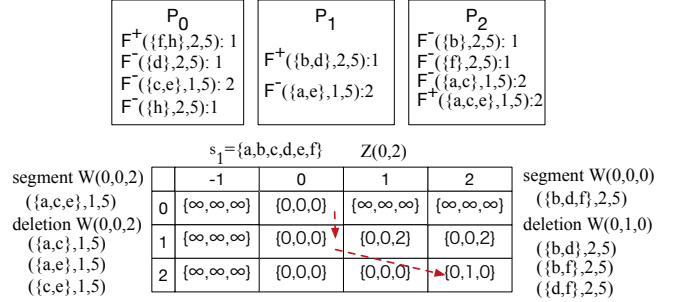 P0
F+({f,h},2,5): 1
F-({d},2,5): 1
F-({c,e},1,5): 2
F-({h},2,5):1
P1
F+({b,d},2,5):1
F-({a,e},1,5):2
P2
F-({b},2,5): 1
F-({f},2,5):1
F-({a,c},1,5):2
F+({a,c,e},1,5):2
s1={a,b,c,d,e,f} Z(0,2)
segment W(0,0,2)
({a,c,e},1,5)
deletion W(0,0,2)
({a,c},1,5)
({a,e},1,5)
({c,e},1,5)
-1 0 1 2
0 {∞,∞,∞} {0,0,0} {∞,∞,∞} {∞,∞,∞}
1 {∞,∞,∞} {0,0,0} {0,0,2} {0,0,2}
2 {∞,∞,∞} {0,0,0} {0,0,0} {0,1,0}
segment W(0,0,0)
({b,d,f},2,5)
deletion W(0,1,0)
({b,d},2,5)
({b,f},2,5)
({d,f},2,5)